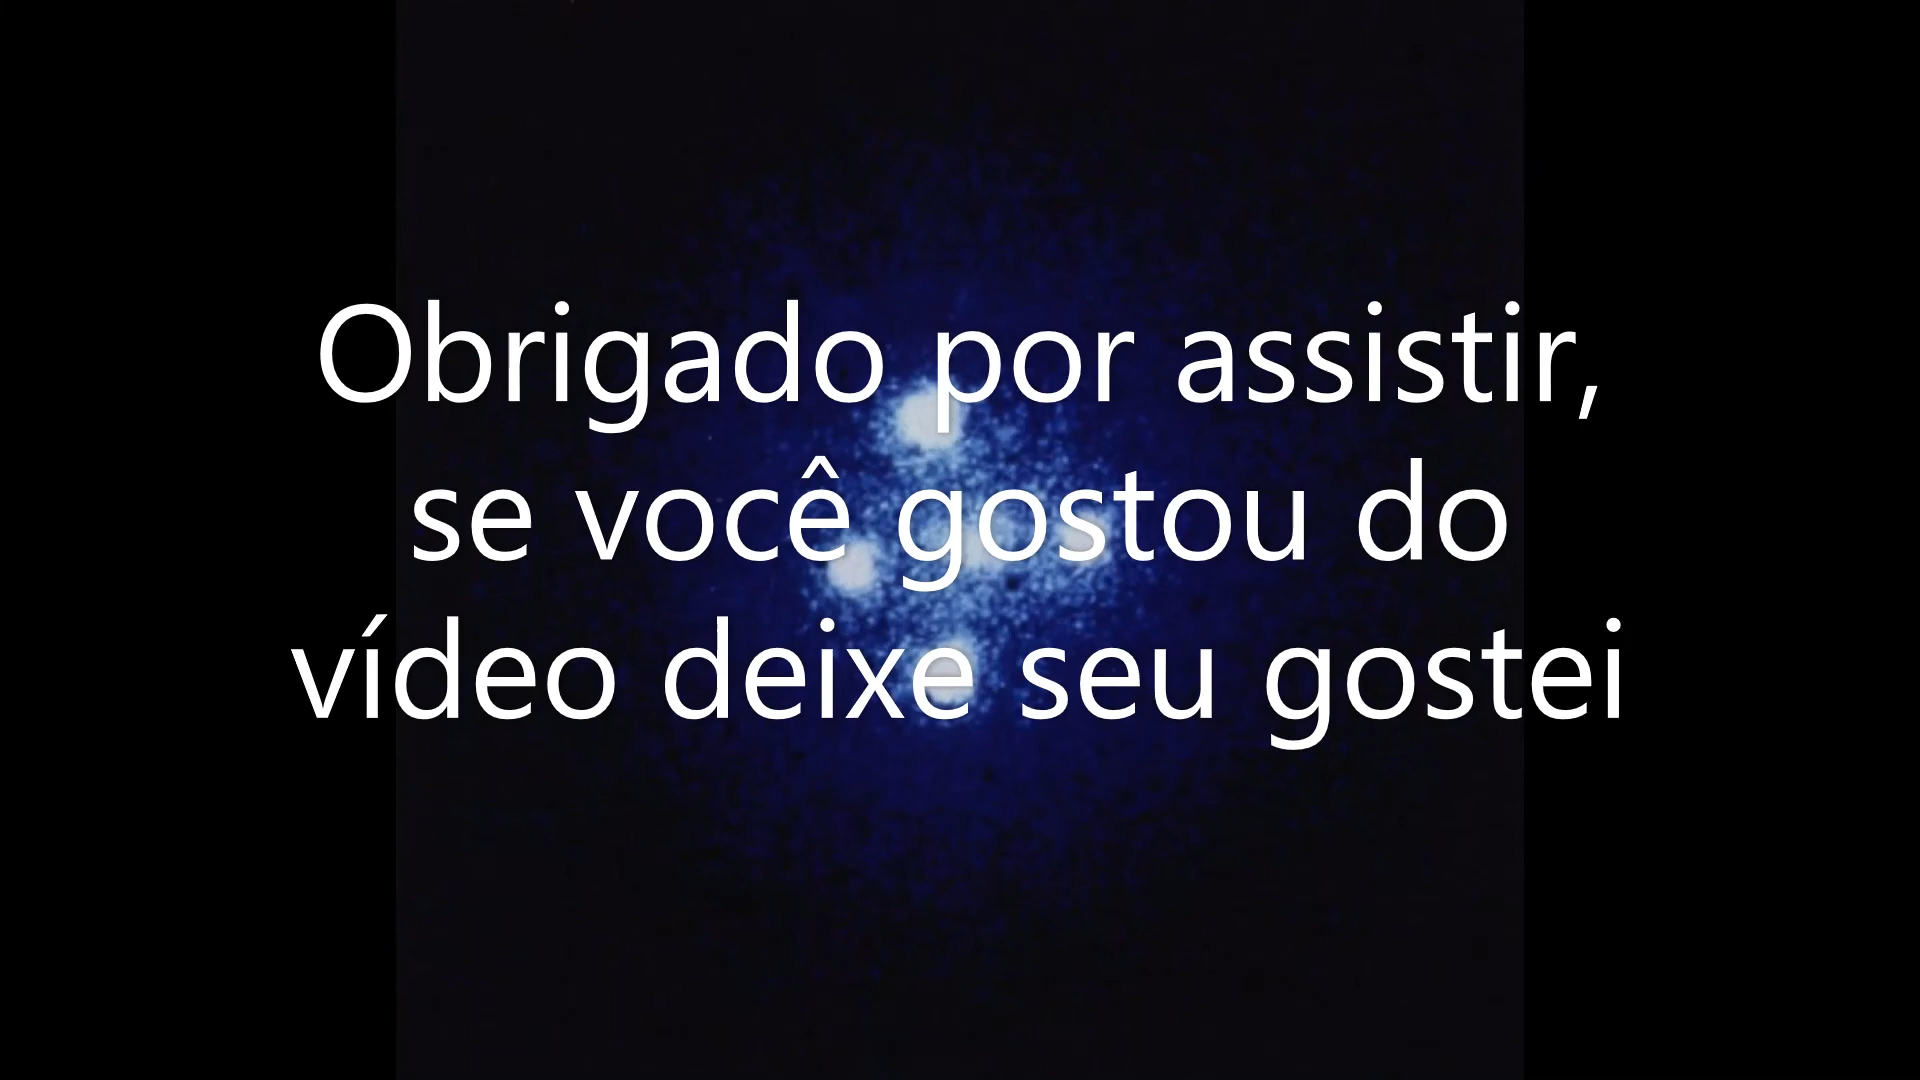 Obrigado por assistir,
se você gostou do
vídeo deixe seu gostei